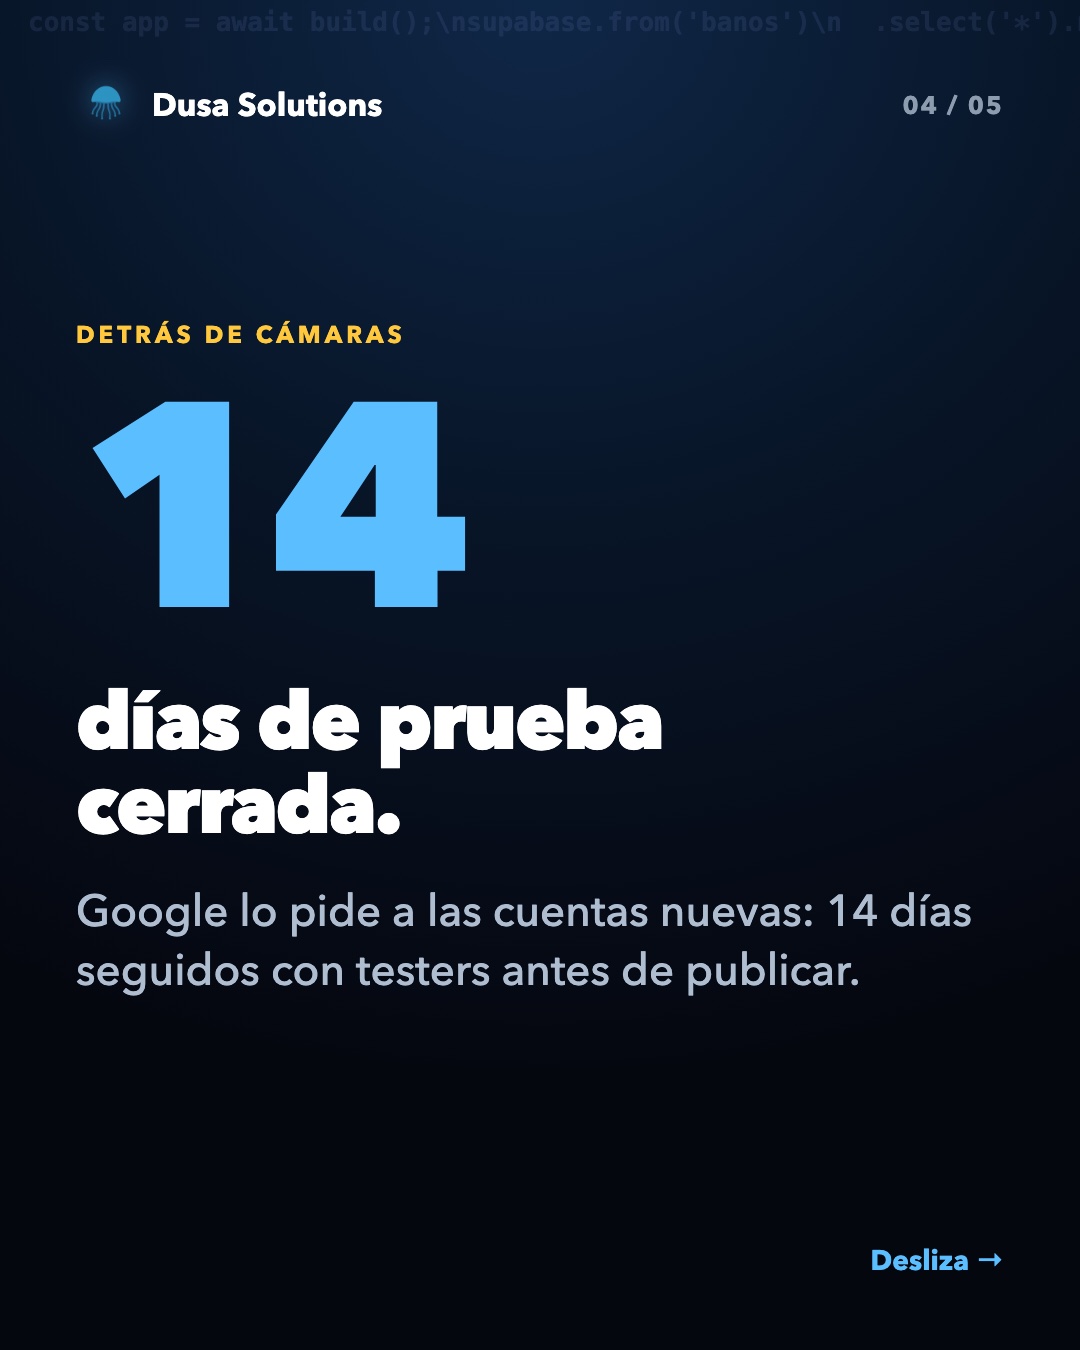 const app = await build();\nsupabase.from('banos')\n  .select('*').
Dusa Solutions
04 / 05
DETRÁS DE CÁMARAS
14
días de prueba
cerrada.
Google lo pide a las cuentas nuevas: 14 días
seguidos con testers antes de publicar.
Desliza →